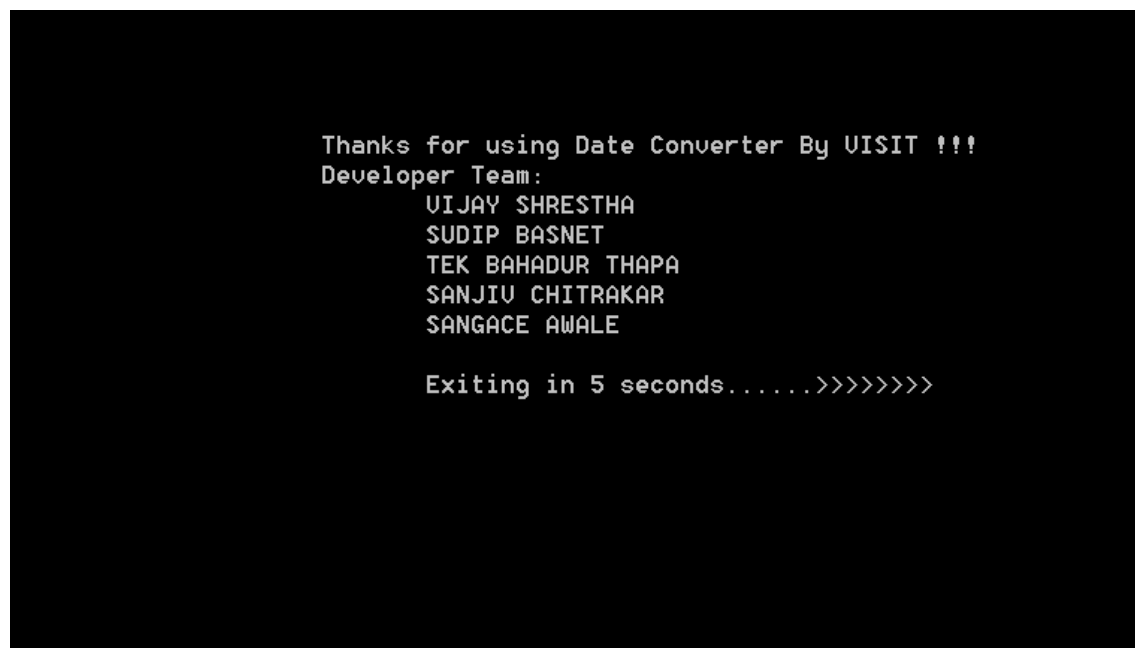 Thanks for using Date Converter By VISIT !!!
Developer Team:
VIJAY SHRESTHA
SUDIP BASNET
TEK BAHADUR THAPA
SANJIV CHITRAKAR
SANGACE AWALE
Exiting in 5 seconds......>>>>>>>>